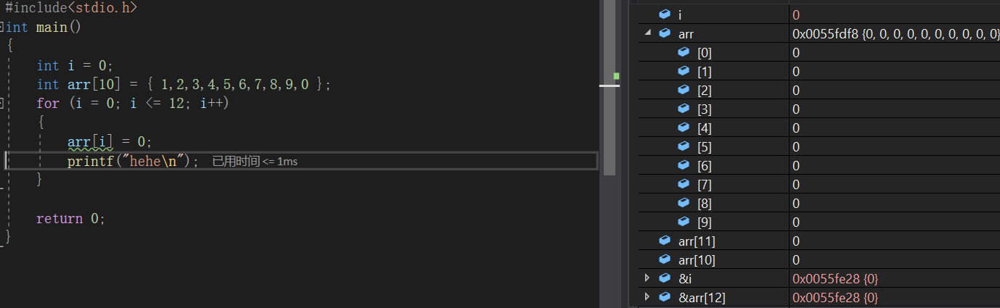 #include<stdio.h>
int main()
{
int i = 0;
int arr[10] = { 1,2,3,4,5,6,7,8,9,0 };
for (i = 0; i <= 12; i++)
{
arr[i] = 0;
printf("hehe\n"); 已用时间 <= 1ms
}
return 0;
}
i 0
arr 0x0055fdf8 {0, 0, 0, 0, 0, 0, 0, 0, 0, 0}
[0] 0
[1] 0
[2] 0
[3] 0
[4] 0
[5] 0
[6] 0
[7] 0
[8] 0
[9] 0
arr[11] 0
arr[10] 0
&i 0x0055fe28 {0}
&arr[12] 0x0055fe28 {0}